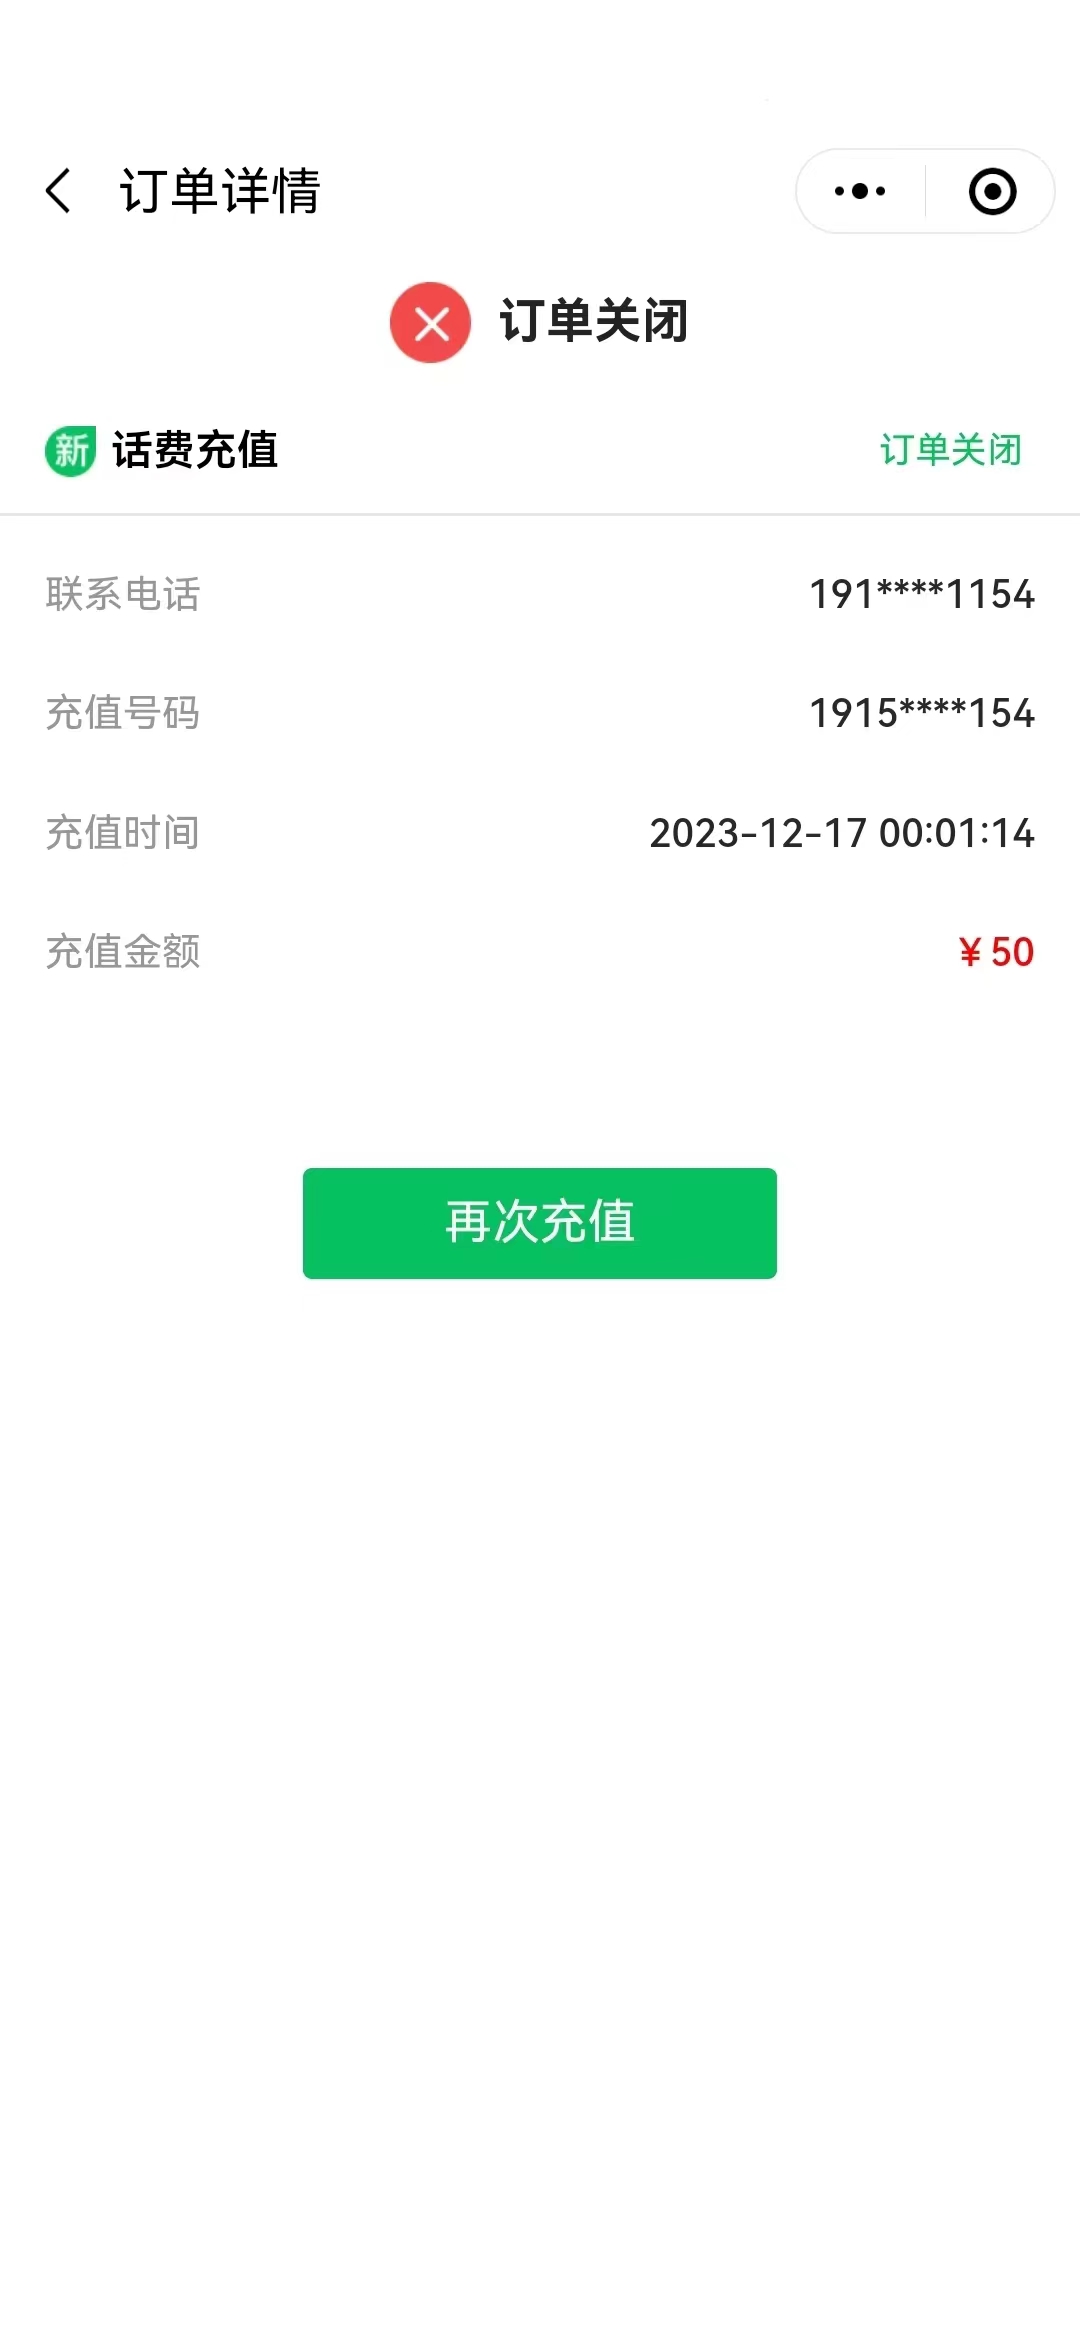 订单详情
订单关闭
新 话费充值 订单关闭
联系电话 191****1154
充值号码 1915****154
充值时间 2023-12-17 00:01:14
充值金额 ¥50
再次充值